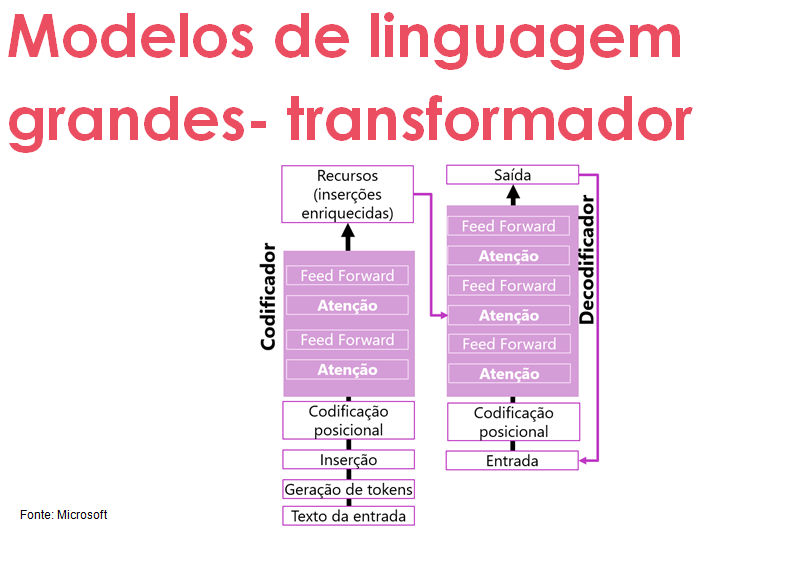 Modelos de linguagem
grandes- transformador
Recursos
(inserções
enriquecidas)
Codificador
Feed Forward
Atenção
Feed Forward
Atenção
Codificação
posicional
Inserção
Geração de tokens
Texto da entrada
Saída
Decodificador
Feed Forward
Atenção
Feed Forward
Atenção
Feed Forward
Atenção
Codificação
posicional
Entrada
Fonte: Microsoft